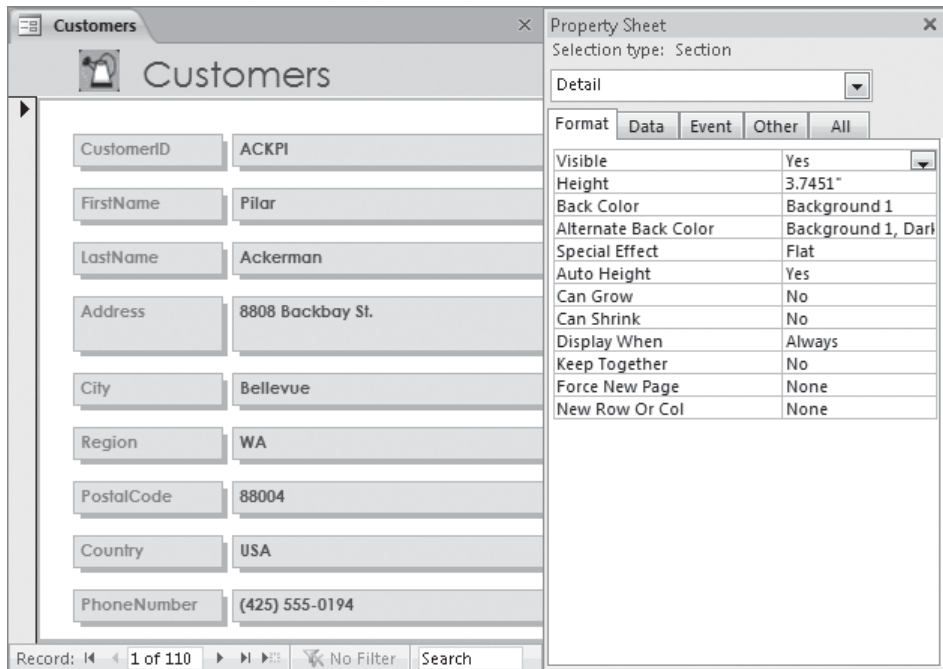 Customers
Customers
CustomerID ACKPI
FirstName Pilar
LastName Ackerman
Address 8808 Backbay St.
City Bellevue
Region WA
PostalCode 88004
Country USA
PhoneNumber (425) 555-0194
Record: 1 of 110 No Filter Search
Property Sheet
Selection type: Section
Detail
Format Data Event Other All
Visible Yes
Height 3.7451"
Back Color Background 1
Alternate Back Color Background 1, Dark
Special Effect Flat
Auto Height Yes
Can Grow No
Can Shrink No
Display When Always
Keep Together No
Force New Page None
New Row Or Col None